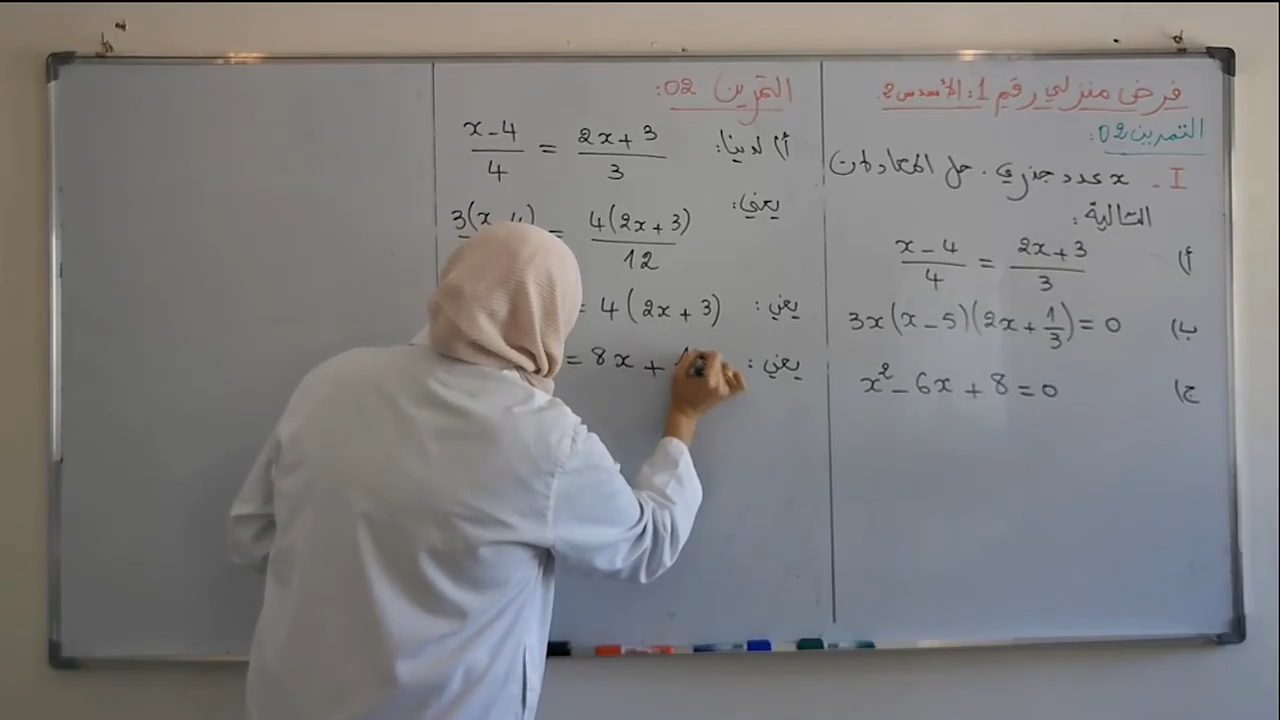 فرض منزلي رقم 1: الأسدس 2.
التمرين 02:
I - x عدد جذري. حل المعادلات
التالية:
أ) (x-4)/4 = (2x+3)/3
ب) 3x(x-5)(2x+1/3)=0
ج) x²-6x+8=0
التمرين 02:
أ) لدينا: (x-4)/4 = (2x+3)/3
يعني: 3(x-4) = 4(2x+3)/12
يعني: = 4(2x+3)
يعني: = 8x+